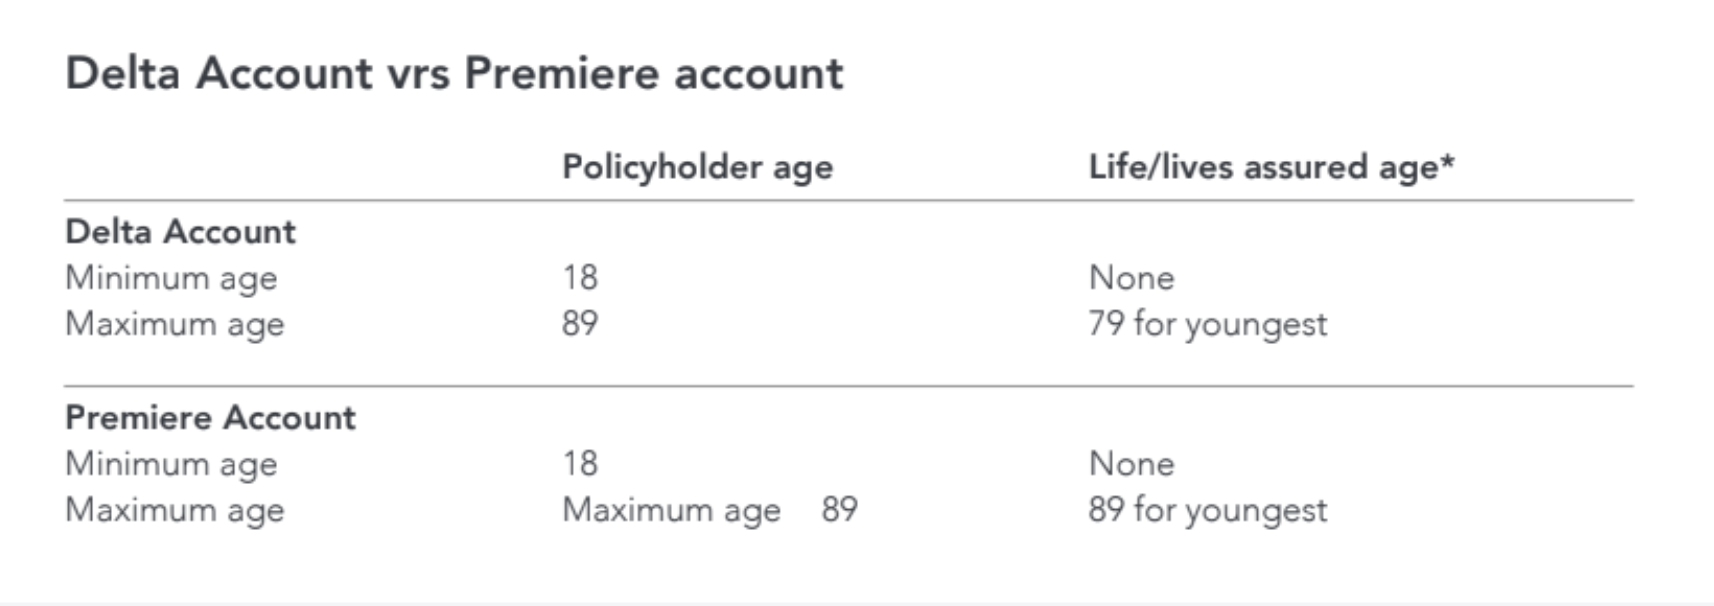 Delta Account vrs Premiere account
Policyholder age Life/lives assured age*
Delta Account
Minimum age 18 None
Maximum age 89 79 for youngest
Premiere Account
Minimum age 18 None
Maximum age Maximum age 89 89 for youngest